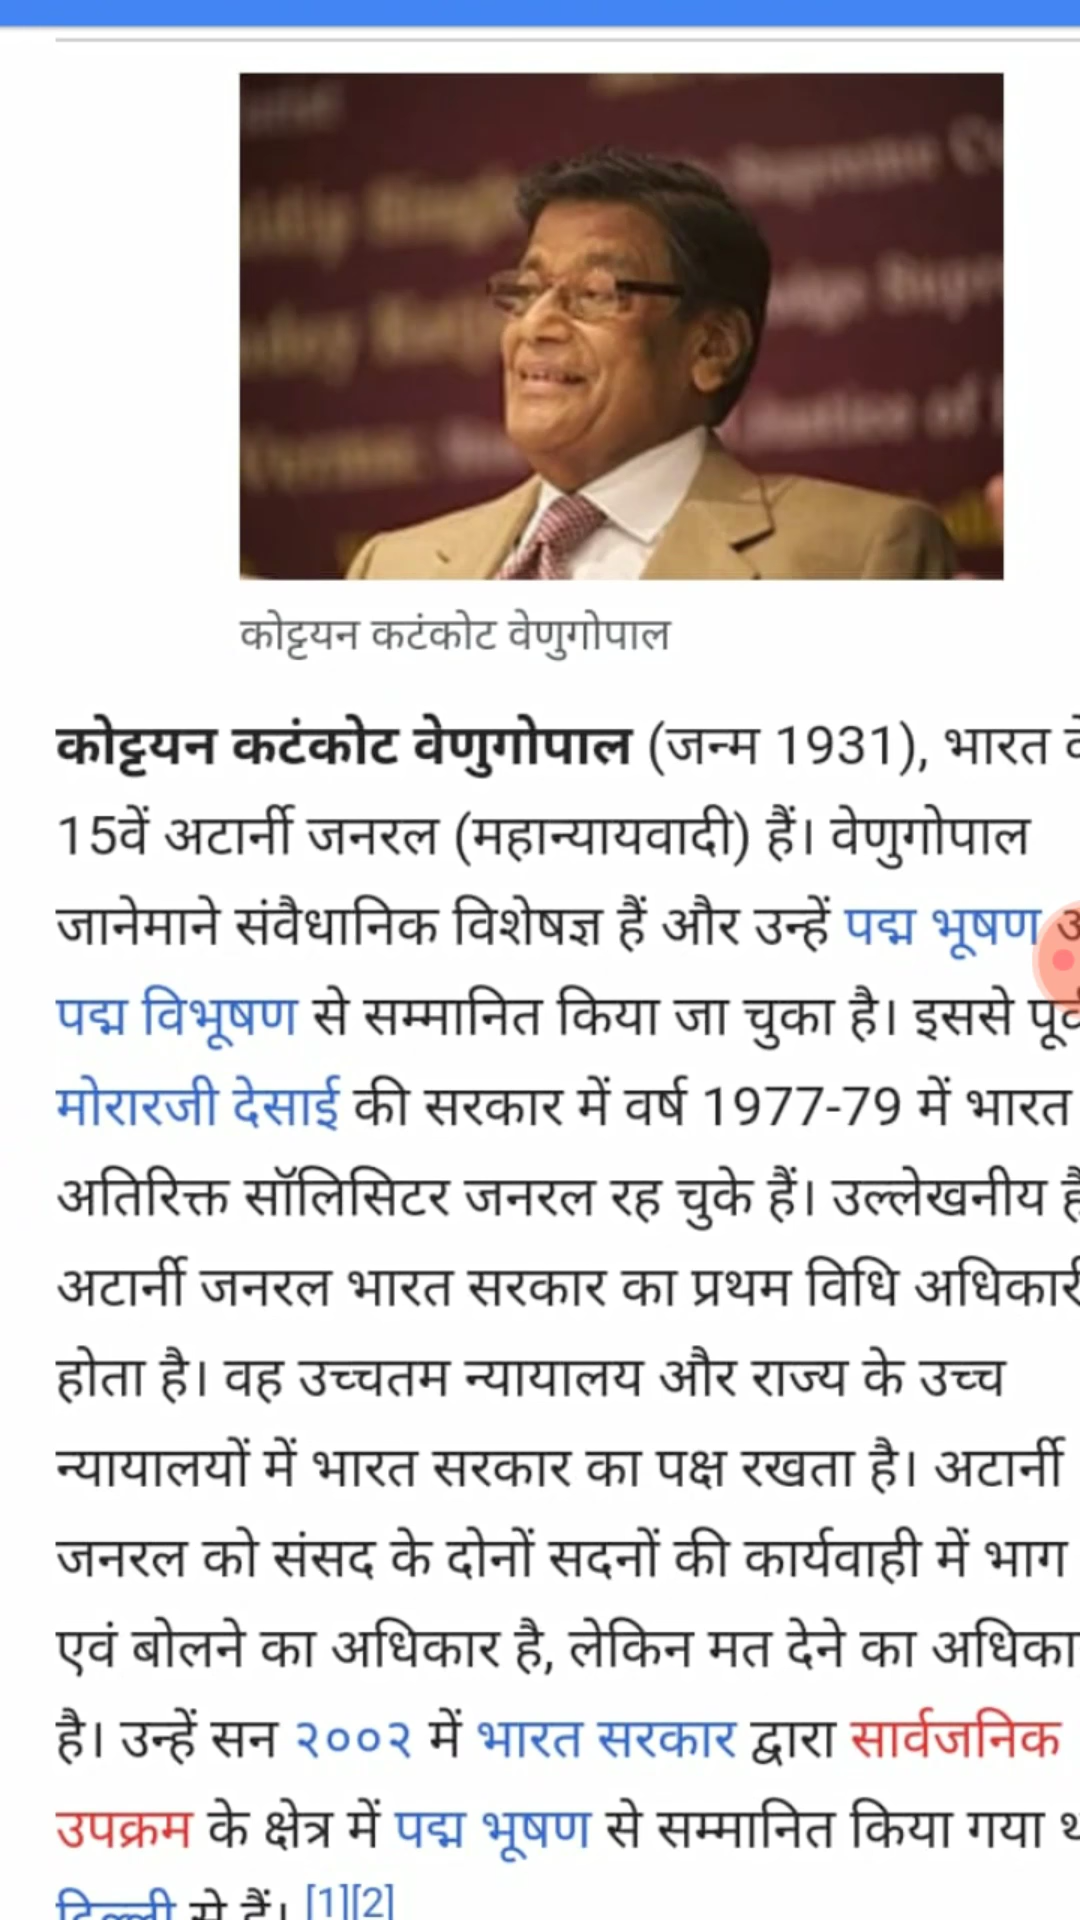 Supreme
कोट्टयन कटंकोट वेणुगोपाल
कोट्टयन कटंकोट वेणुगोपाल (जन्म 1931), भारत
15वें अटार्नी जनरल (महान्यायवादी) हैं। वेणुगोपाल
जानेमाने संवैधानिक विशेषज्ञ हैं और उन्हें पद्म भूषण
पद्म विभूषण से सम्मानित किया जा चुका है। इससे
मोरारजी देसाई की सरकार में वर्ष 1977-79 में भारत
अतिरिक्त सॉलिसिटर जनरल रह चुके हैं। उल्लेखनीय
अटार्नी जनरल भारत सरकार का प्रथम विधि
होता है। वह उच्चतम न्यायालय और राज्य के उच्च
न्यायालयों में भारत सरकार का पक्ष रखता है। अटार्नी
जनरल को संसद के दोनों सदनों की कार्यवाही में भाग
एवं बोलने का अधिकार है, लेकिन मत देने का
है। उन्हें सन २००२ में भारत सरकार द्वारा सार्वजनिक
उपक्रम के क्षेत्र में पद्म भूषण से सम्मानित किया गया
दिल्ली से हैं। [1][2]